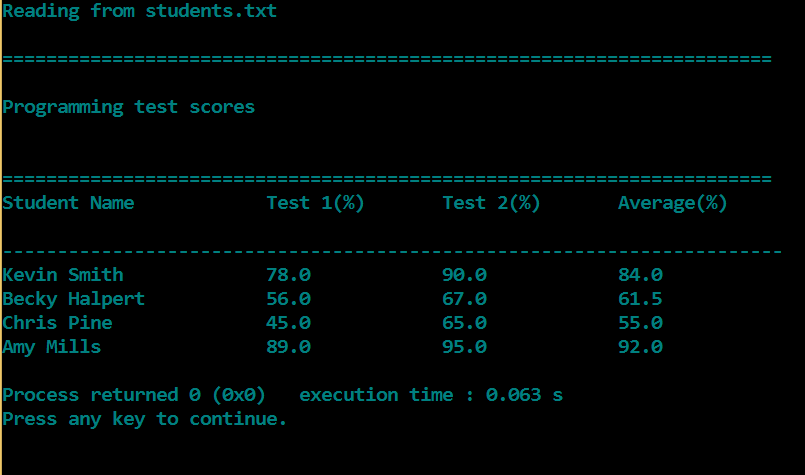 Reading from students.txt
======================================================================
Programming test scores
======================================================================
Student Name            Test 1(%)       Test 2(%)       Average(%)
-----------------------------------------------------------------------
Kevin Smith             78.0            90.0            84.0
Becky Halpert           56.0            67.0            61.5
Chris Pine              45.0            65.0            55.0
Amy Mills               89.0            95.0            92.0
Process returned 0 (0x0)   execution time : 0.063 s
Press any key to continue.